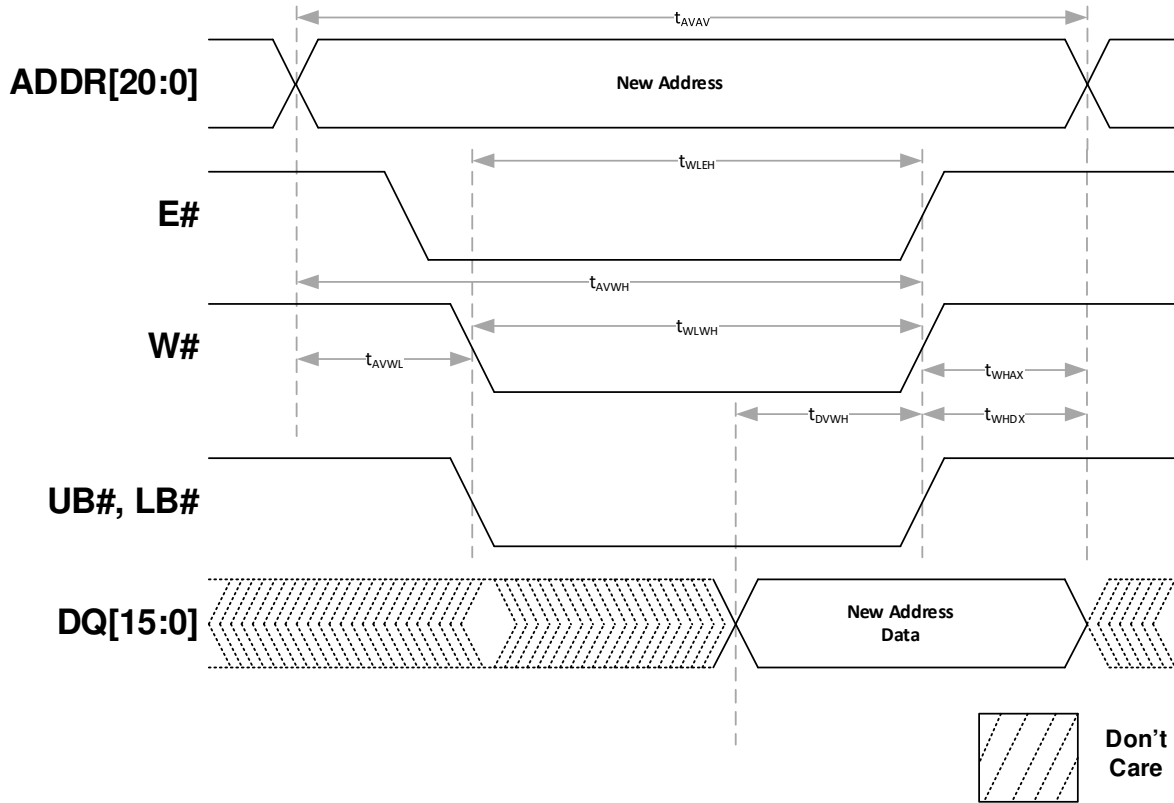 tAVAV
ADDR[20:0]
New Address
tWLEH
E#
tAVWH
W#
tWLWH
tAVWL
tWHAX
tDVWH
tWHDX
UB#, LB#
DQ[15:0]
New Address
Data
Don't
Care